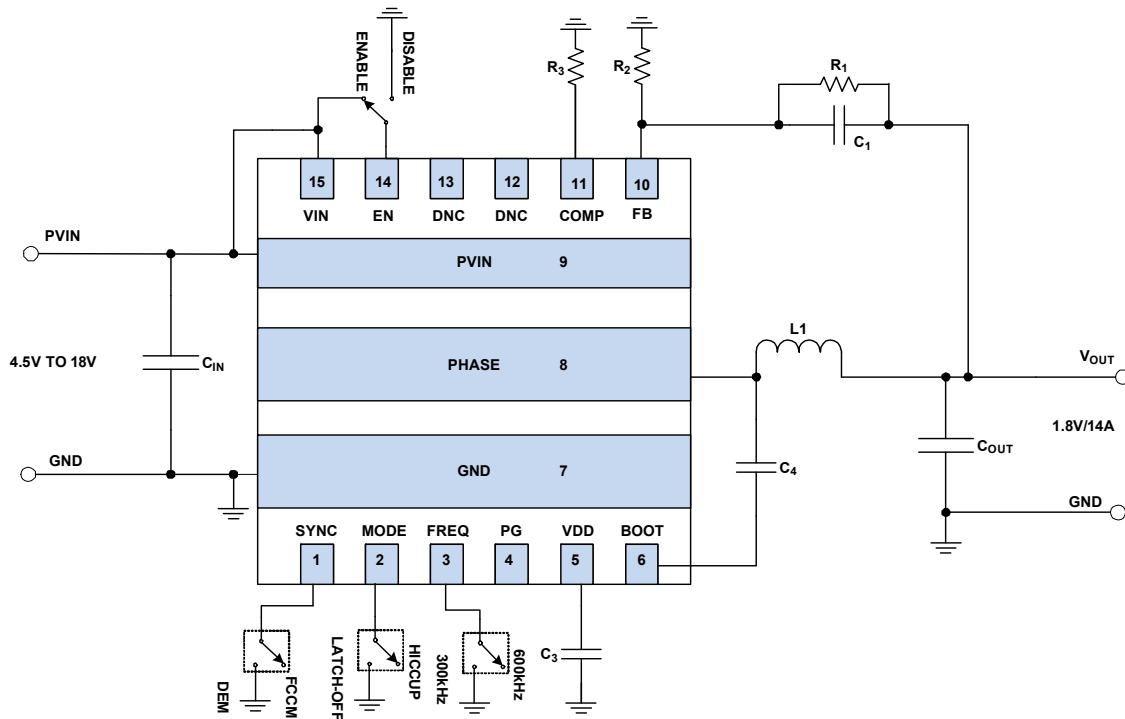 ENABLE
DISABLE
R3
R2
R1
C1
15
14
13
12
11
10
VIN
EN
DNC
DNC
COMP
FB
PVIN
PVIN 9
4.5V TO 18V
CIN
PHASE 8
L1
VOUT
1.8V/14A
COUT
C4
GND
GND 7
GND
SYNC
MODE
FREQ
PG
VDD
BOOT
1
2
3
4
5
6
DEM
FCCM
LATCH-OFF
HICCUP
300kHz
600kHz
C3